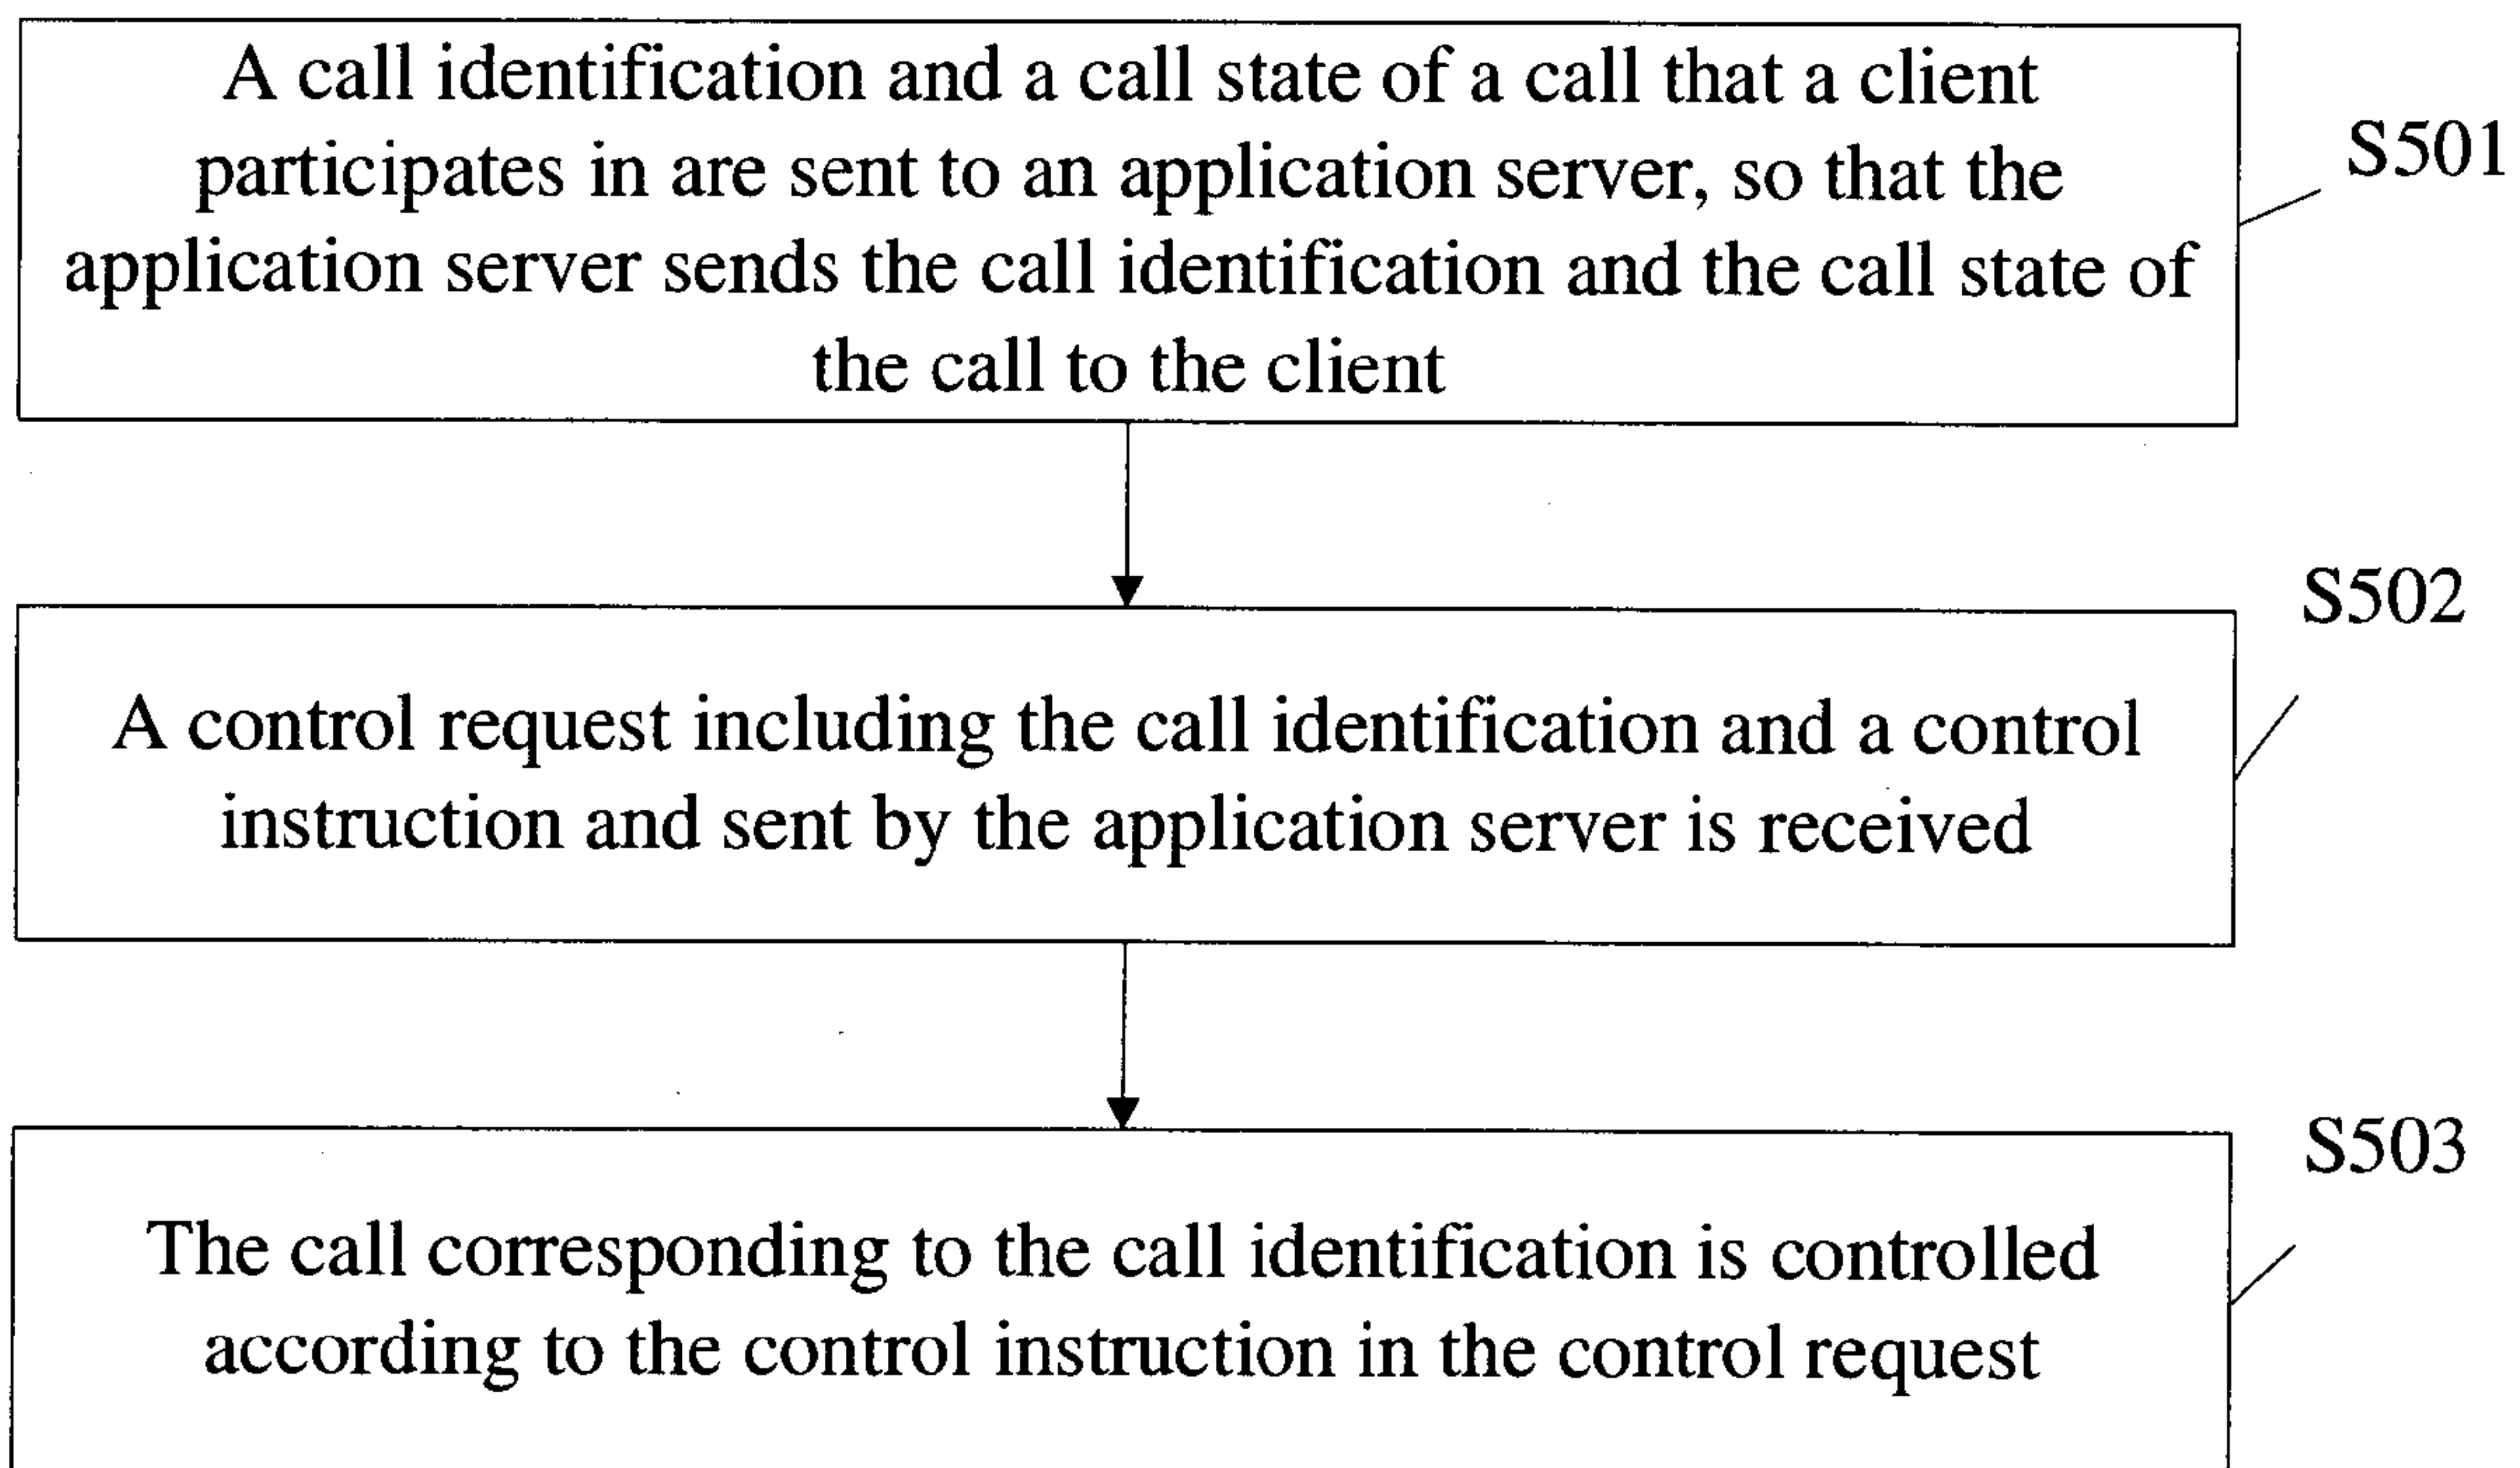 A call identification and a call state of a call that a client
participates in are sent to an application server, so that the
application server sends the call identification and the call state of
the call to the client
S501
S502
A control request including the call identification and a control
instruction and sent by the application server is received
S503
The call corresponding to the call identification is controlled
according to the control instruction in the control request